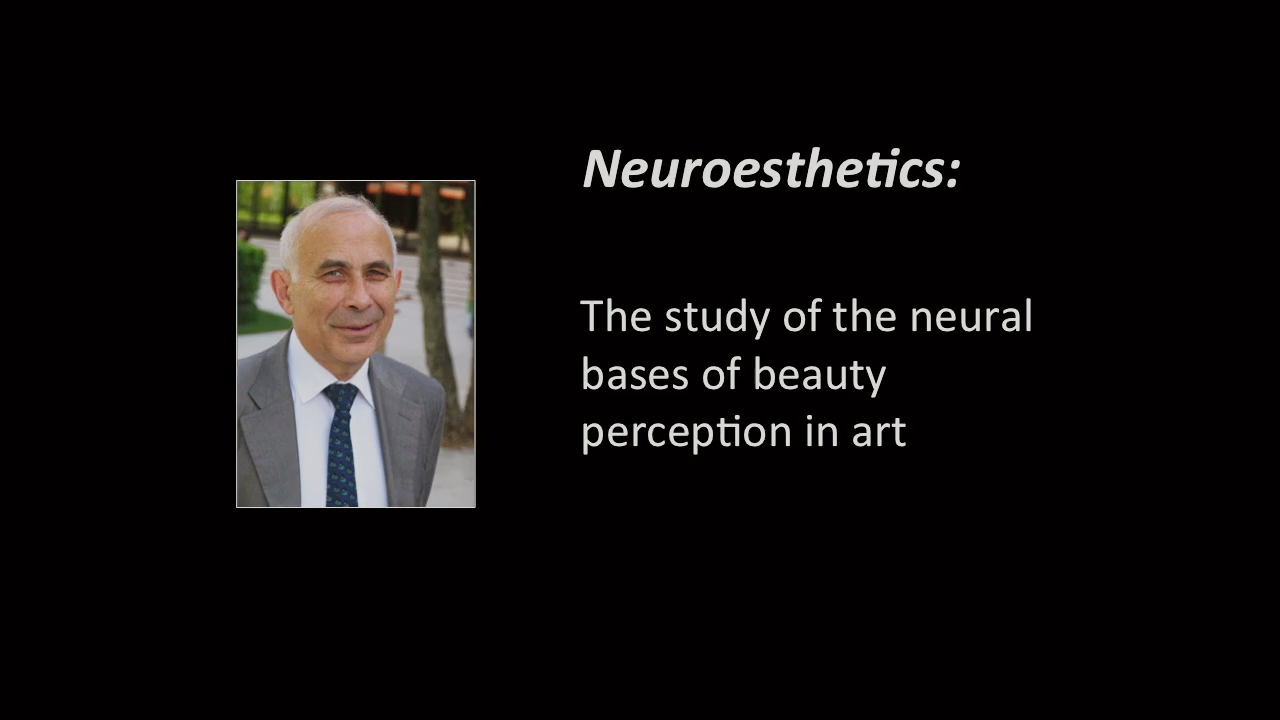 Neuroesthetics:
The study of the neural
bases of beauty
perception in art